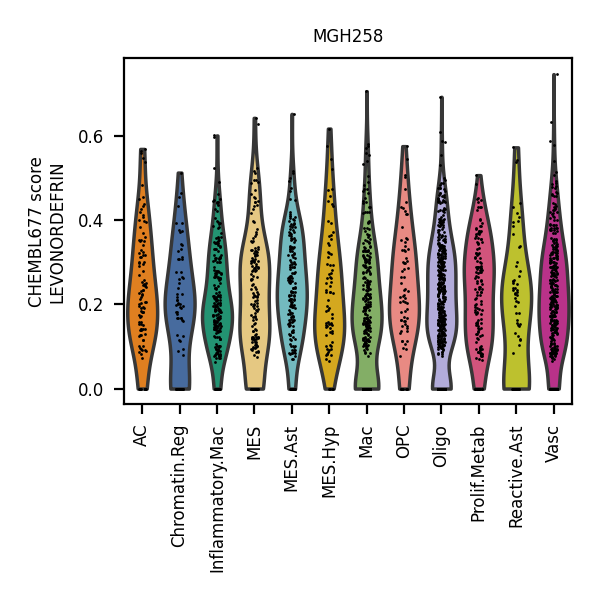 MGH258
CHEMBL677 score
LEVONORDEFRIN
0.6
0.4
0.2
0.0
AC
Chromatin.Reg
Inflammatory.Mac
MES
MES.Ast
MES.Hyp
Mac
OPC
Oligo
Prolif.Metab
Reactive.Ast
Vasc